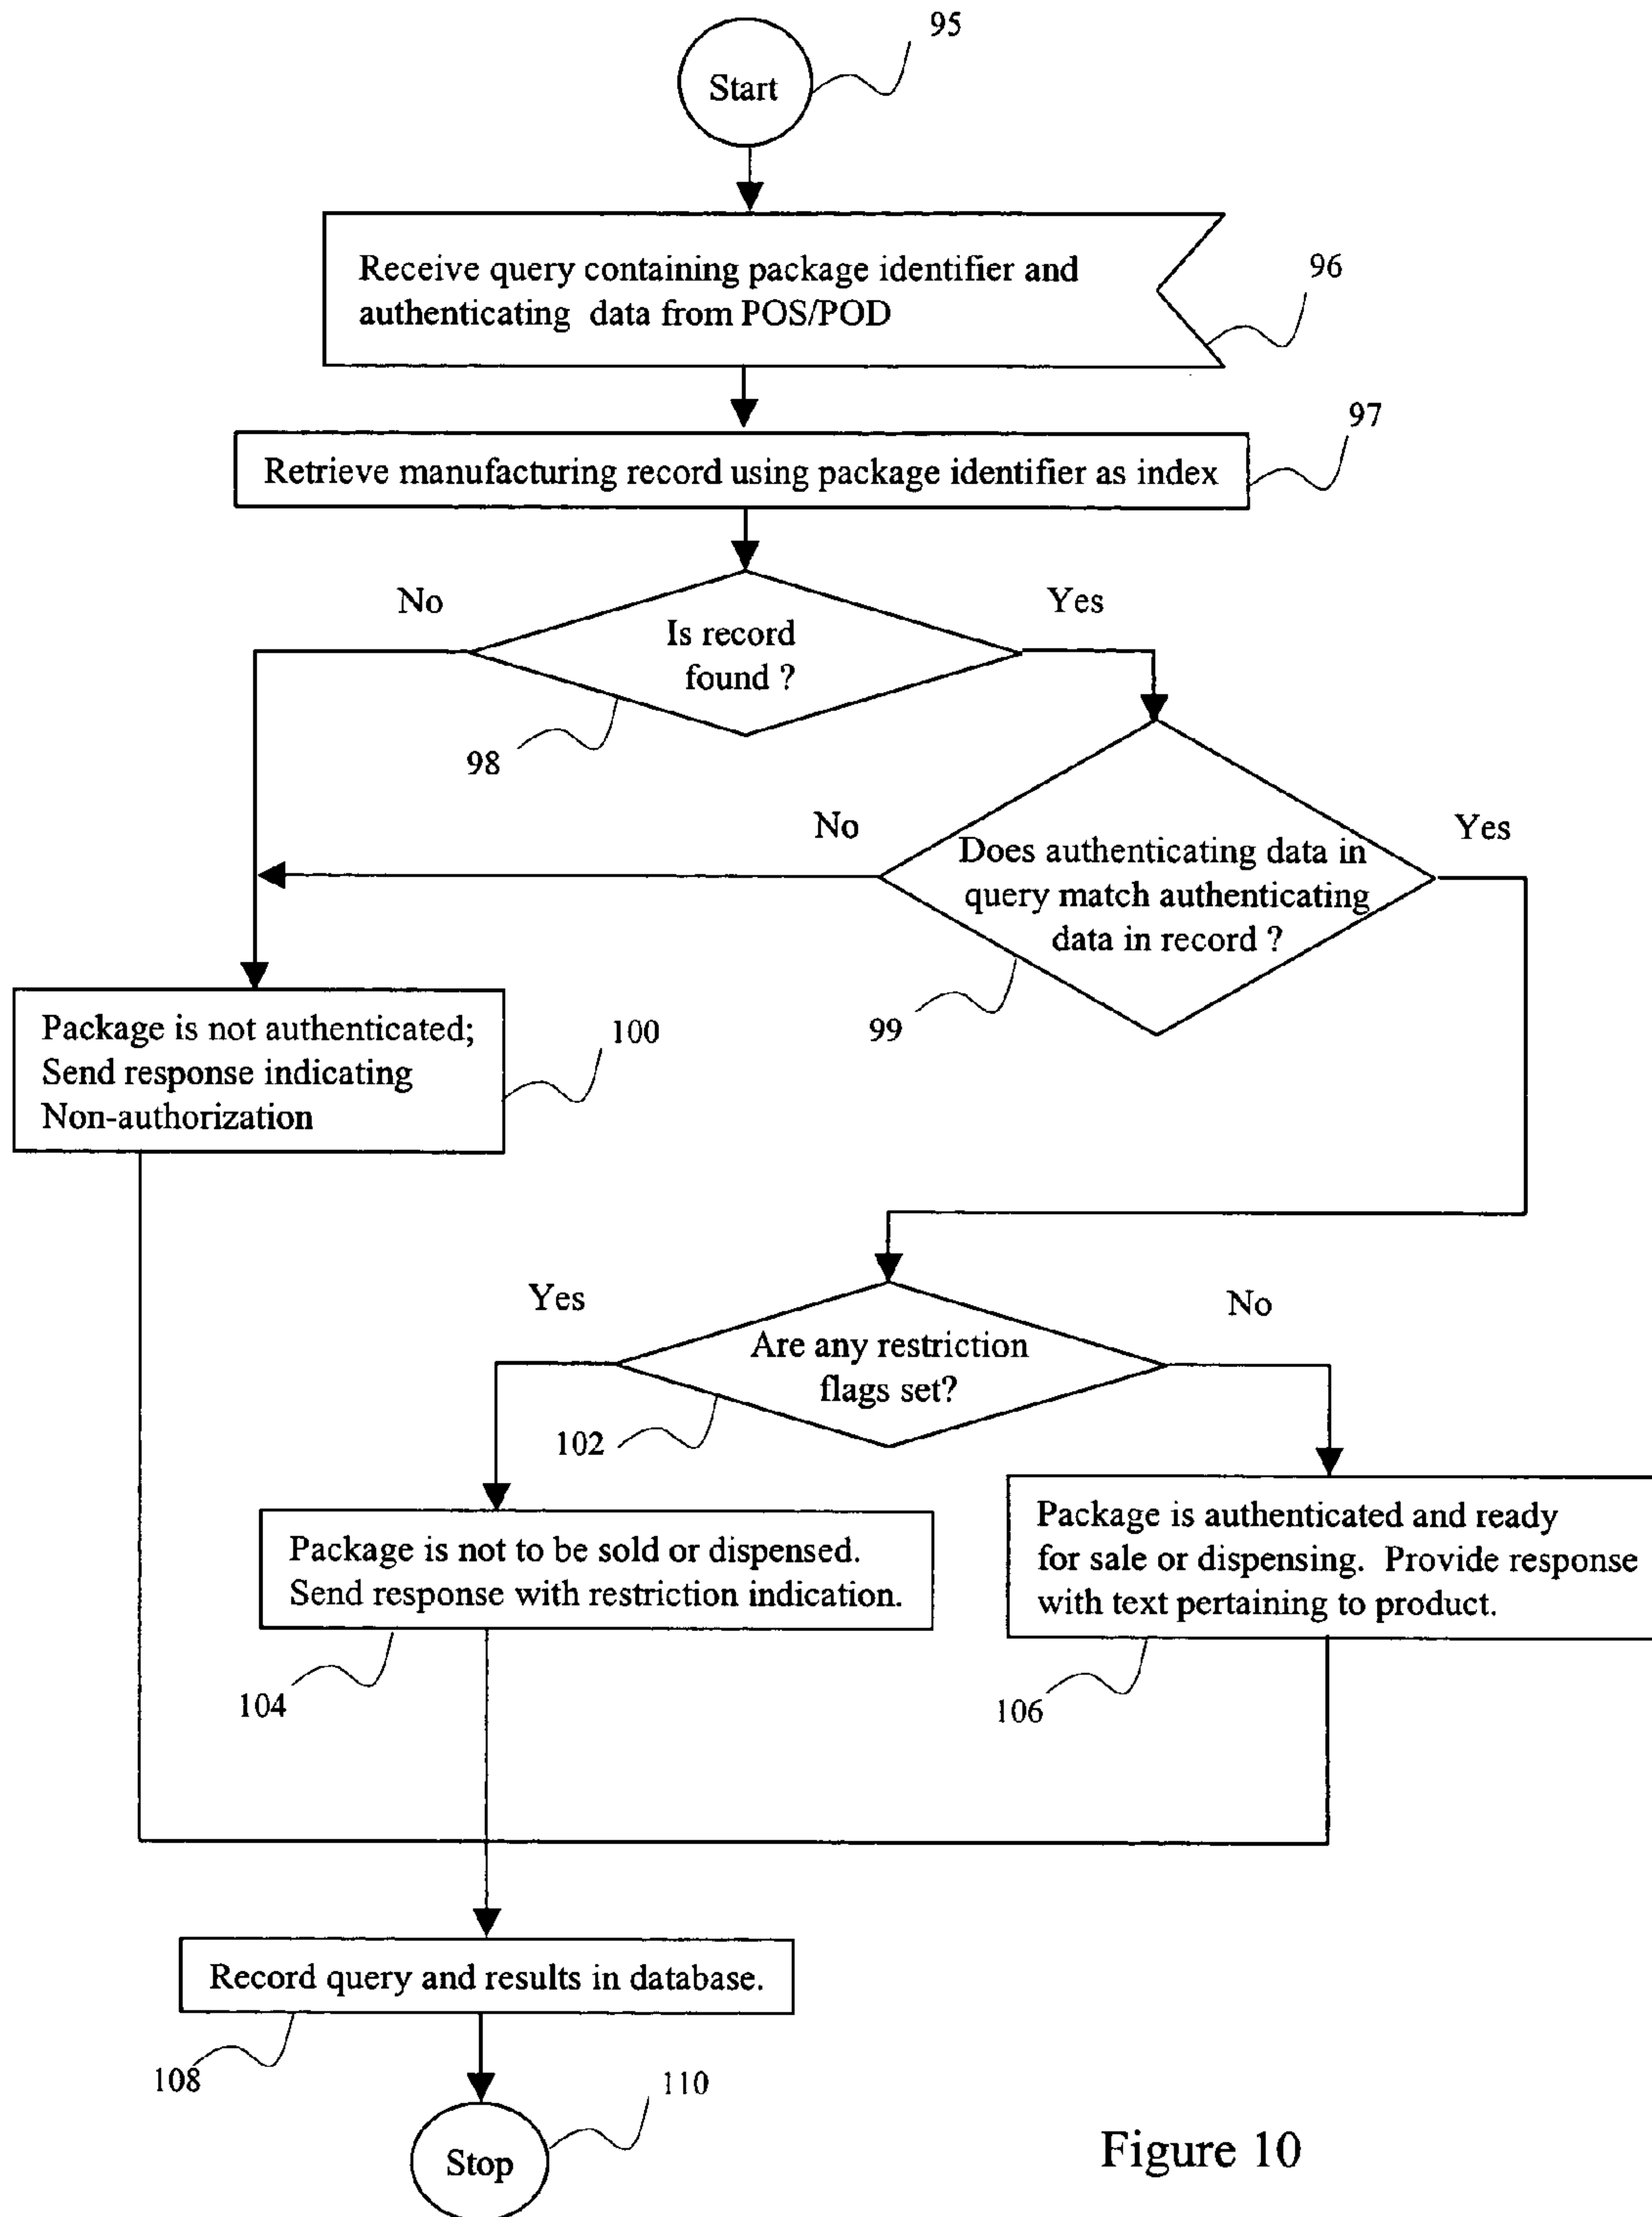 95
Start
Receive query containing package identifier and
authenticating data from POS/POD
96
97
Retrieve manufacturing record using package identifier as index
No
Yes
Is record
found ?
98
No
Yes
Does authenticating data in
query match authenticating
data in record ?
99
Package is not authenticated;
Send response indicating
Non-authorization
100
Yes
No
Are any restriction
flags set?
102
Package is not to be sold or dispensed.
Send response with restriction indication.
104
Package is authenticated and ready
for sale or dispensing. Provide response
with text pertaining to product.
106
Record query and results in database.
108
110
Stop
Figure 10